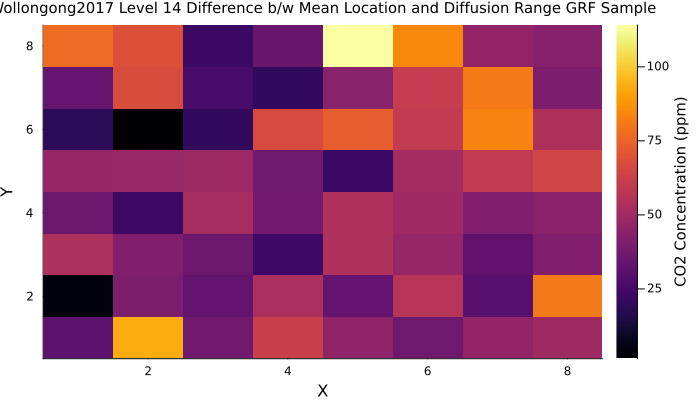 Wollongong2017 Level 14 Difference b/w Mean Location and Diffusion Range GRF Sample
8
6
4
2
Y
2 4 6 8
X
100
75
50
25
CO2 Concentration (ppm)